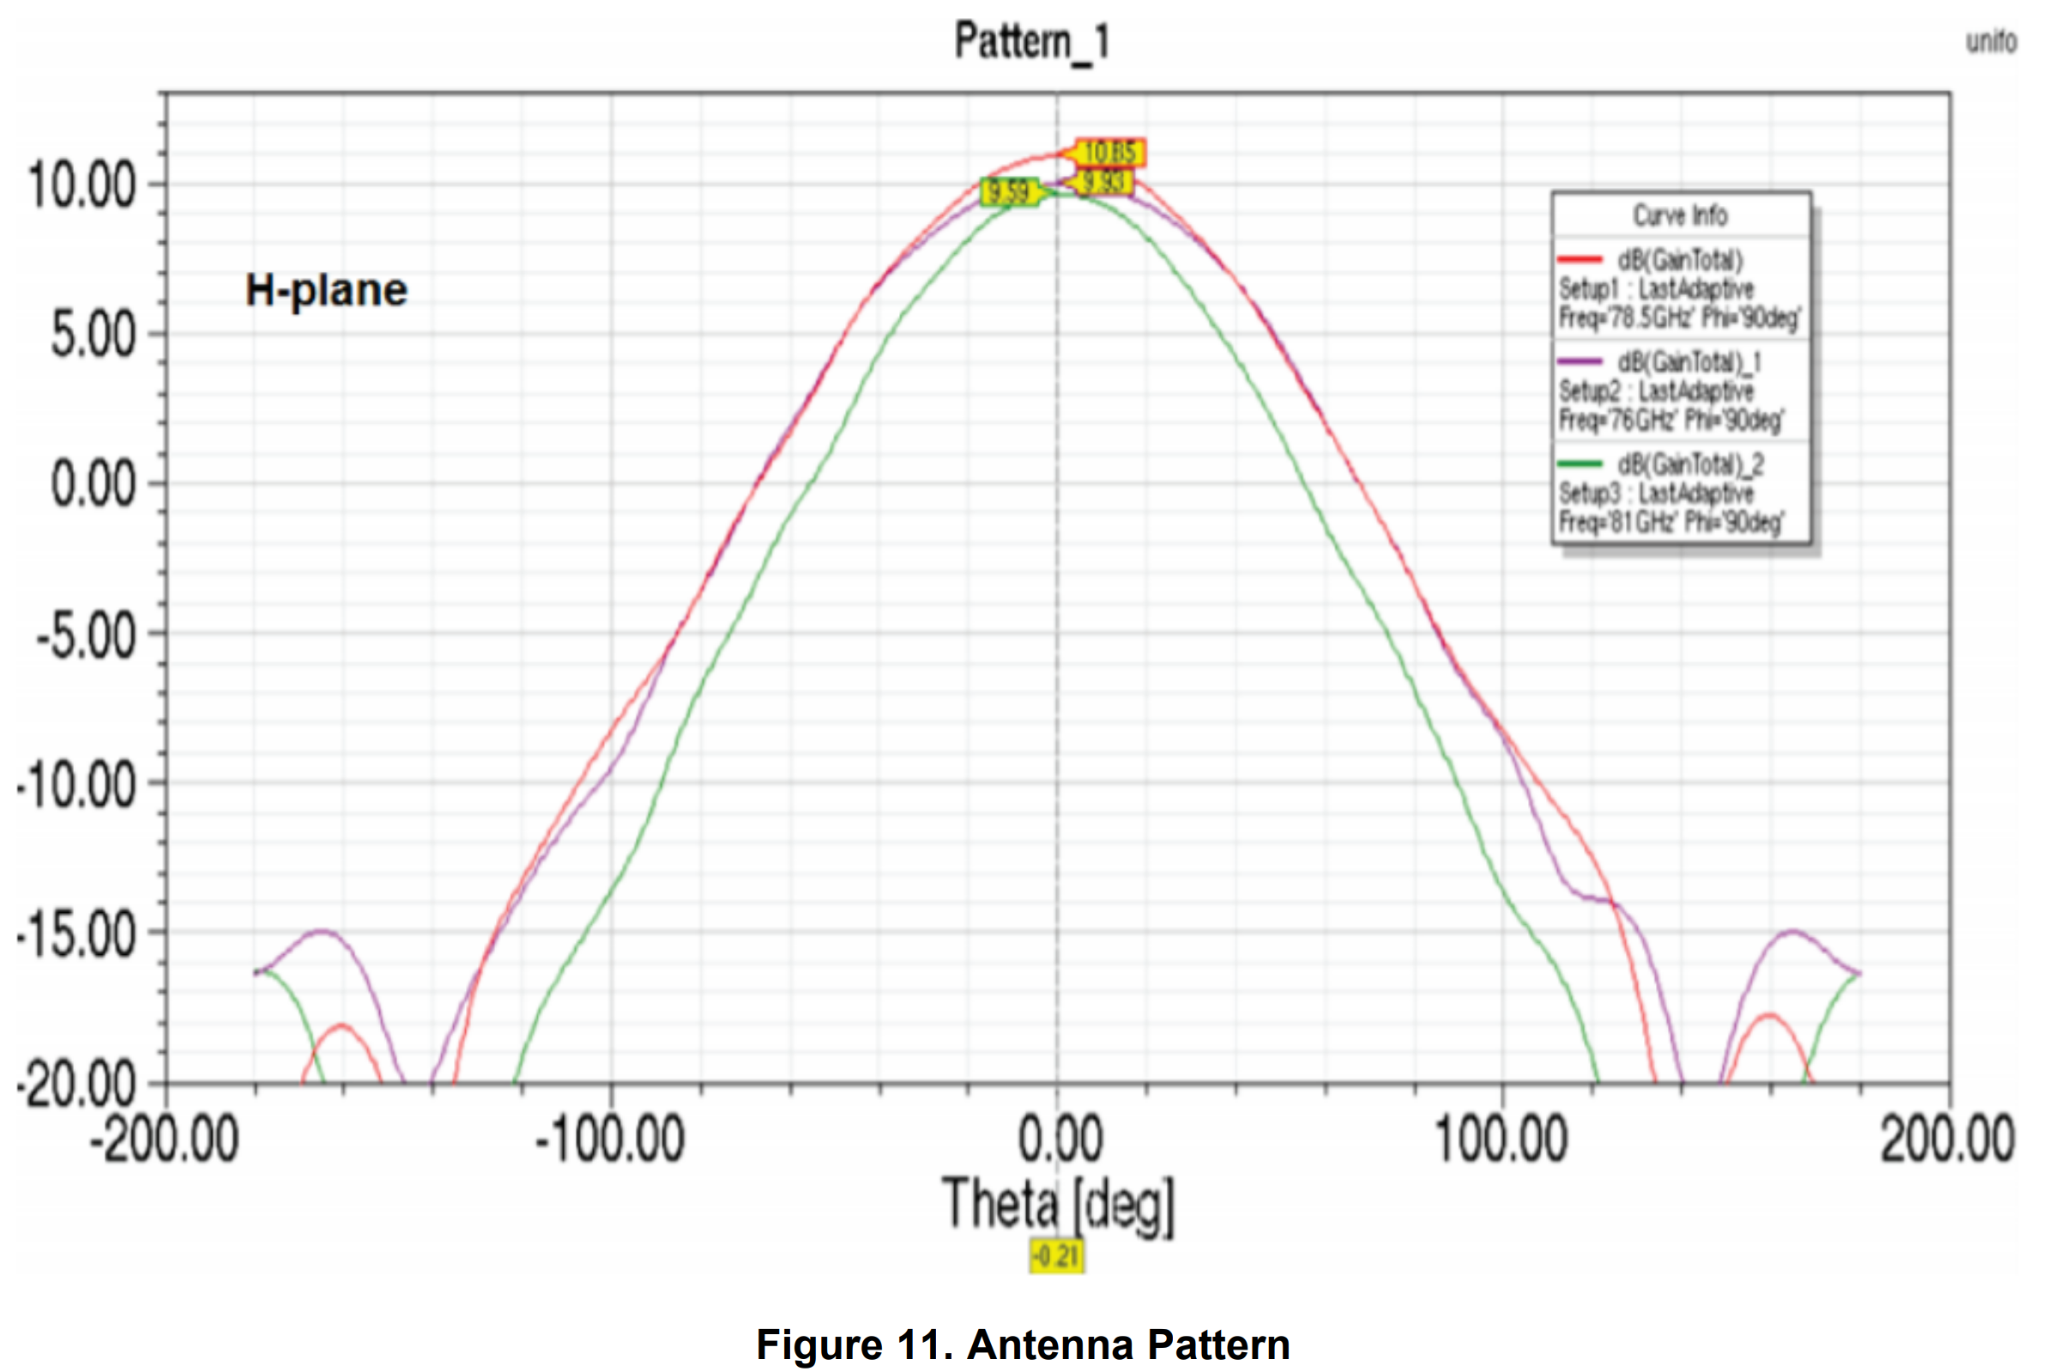 Pattern_1
unifo
10.85
9.93
9.59
10.00
5.00
0.00
-5.00
-10.00
-15.00
-20.00
H-plane
Curve Info
dB(GainTotal)
Setup1 : LastAdaptive
Freq='78.5GHz' Phi='90deg'
dB(GainTotal)_1
Setup2 : LastAdaptive
Freq='76GHz' Phi='90deg'
dB(GainTotal)_2
Setup3 : LastAdaptive
Freq='81GHz' Phi='90deg'
-200.00 -100.00 0.00 100.00 200.00
Theta [deg]
-0.21
Figure 11. Antenna Pattern